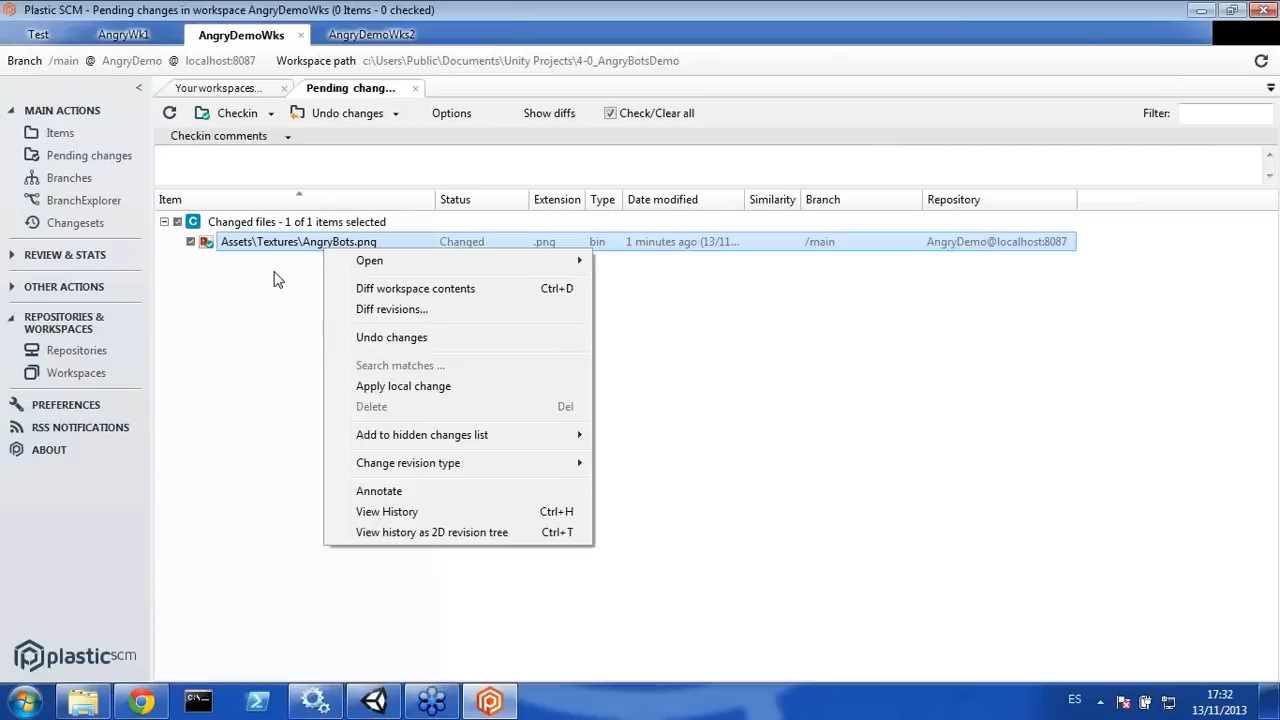 Plastic SCM - Pending changes in workspace AngryDemoWks (0 Items - 0 checked)
Test AngryWk1 AngryDemoWks × AngryDemoWks2
Branch /main @ AngryDemo @ localhost:8087 Workspace path c:\Users\Public\Documents\Unity Projects\4-0_AngryBotsDemo
Your workspaces... × Pending chang... ×
Checkin Undo changes Options Show diffs Check/Clear all Filter:
Checkin comments
MAIN ACTIONS
Items
Pending changes
Branches
BranchExplorer
Changesets
REVIEW & STATS
OTHER ACTIONS
REPOSITORIES &
WORKSPACES
Repositories
Workspaces
PREFERENCES
RSS NOTIFICATIONS
ABOUT
plastic SCM
Item Status Extension Type Date modified Similarity Branch Repository
C Changed files - 1 of 1 items selected
Assets\Textures\AngryBots.png Changed .png bin 1 minutes ago (13/11... /main AngryDemo@localhost:8087
Open
Diff workspace contents Ctrl+D
Diff revisions...
Undo changes
Search matches ...
Apply local change
Delete Del
Add to hidden changes list
Change revision type
Annotate
View History Ctrl+H
View history as 2D revision tree Ctrl+T
ES
17:32
13/11/2013